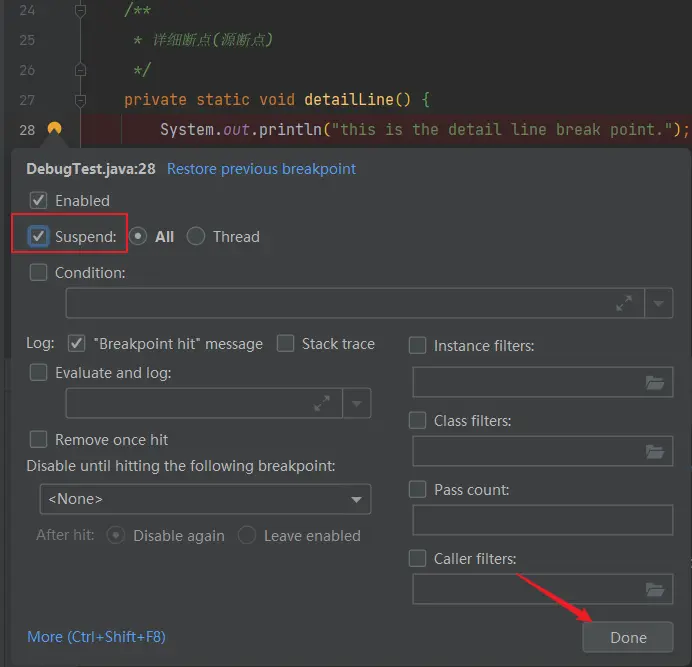 24 /**
25 * 详细断点(源断点)
26 */
27 private static void detailLine() {
28 System.out.println("this is the detail line break point.");
DebugTest.java:28 Restore previous breakpoint
Enabled
Suspend: All Thread
Condition:
Log: "Breakpoint hit" message Stack trace
Instance filters:
Evaluate and log:
Class filters:
Remove once hit
Disable until hitting the following breakpoint:
Pass count:
<None>
After hit: Disable again Leave enabled
Caller filters:
More (Ctrl+Shift+F8)
Done